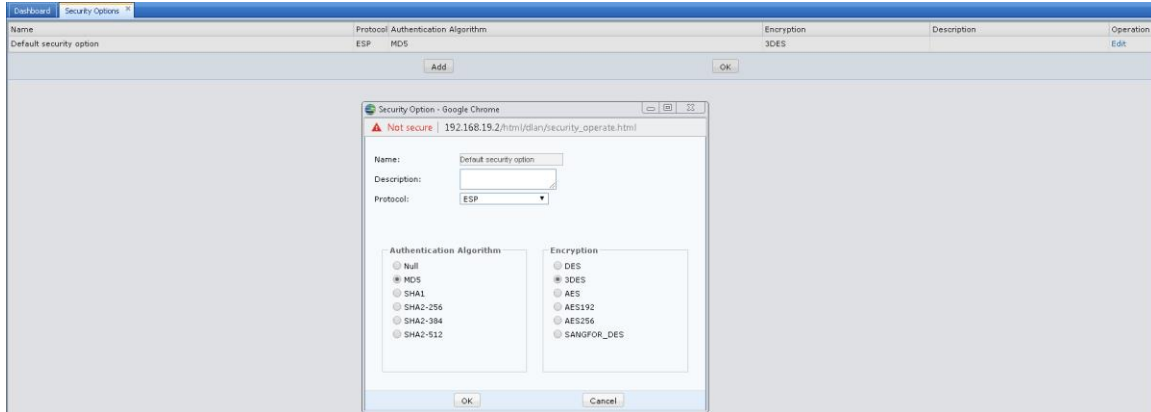 Dashboard Security Options ×
Name Protocol Authentication Algorithm Encryption Description Operation
Default security option ESP MD5 3DES Edit
Add OK
Security Option - Google Chrome
Not secure | 192.168.19.2/html/dlan/security_operate.html
Name: Default security option
Description:
Protocol: ESP
Authentication Algorithm Encryption
Null DES
MD5 3DES
SHA1 AES
SHA2-256 AES192
SHA2-384 AES256
SHA2-512 SANGFOR_DES
OK Cancel